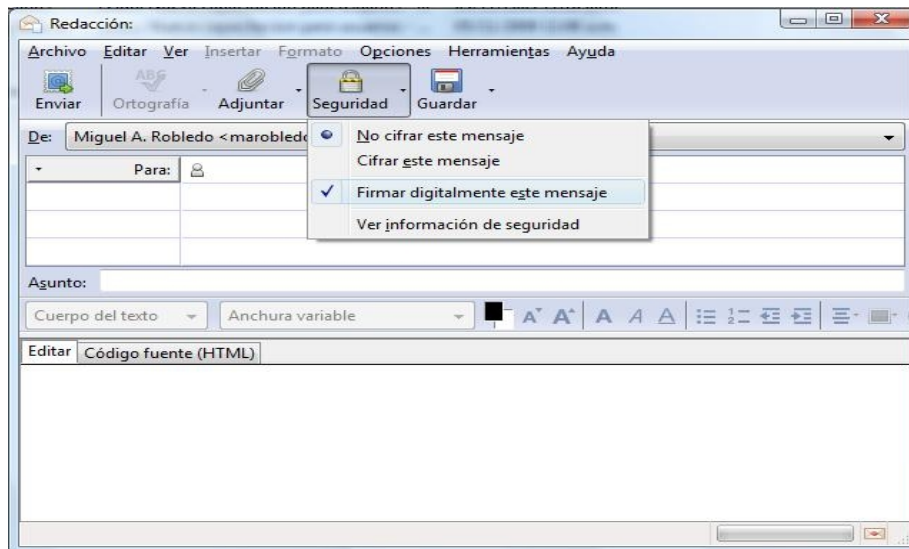 Redacción:
Archivo Editar Ver Insertar Formato Opciones Herramientas Ayuda
Enviar Ortografía Adjuntar Seguridad Guardar
De: Miguel A. Robledo
No cifrar este mensaje
Cifrar este mensaje
Para:
Firmar digitalmente este mensaje
Ver información de seguridad
Asunto:
Cuerpo del texto Anchura variable
Editar Código fuente (HTML)